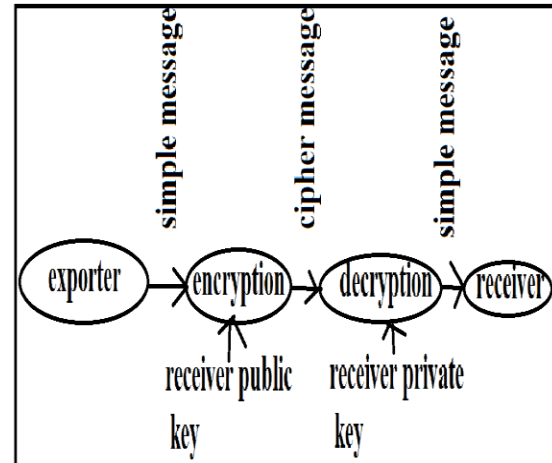 simple message
cipher message
simple message
exporter
encryption
decryption
receiver
receiver public
key
receiver private
key